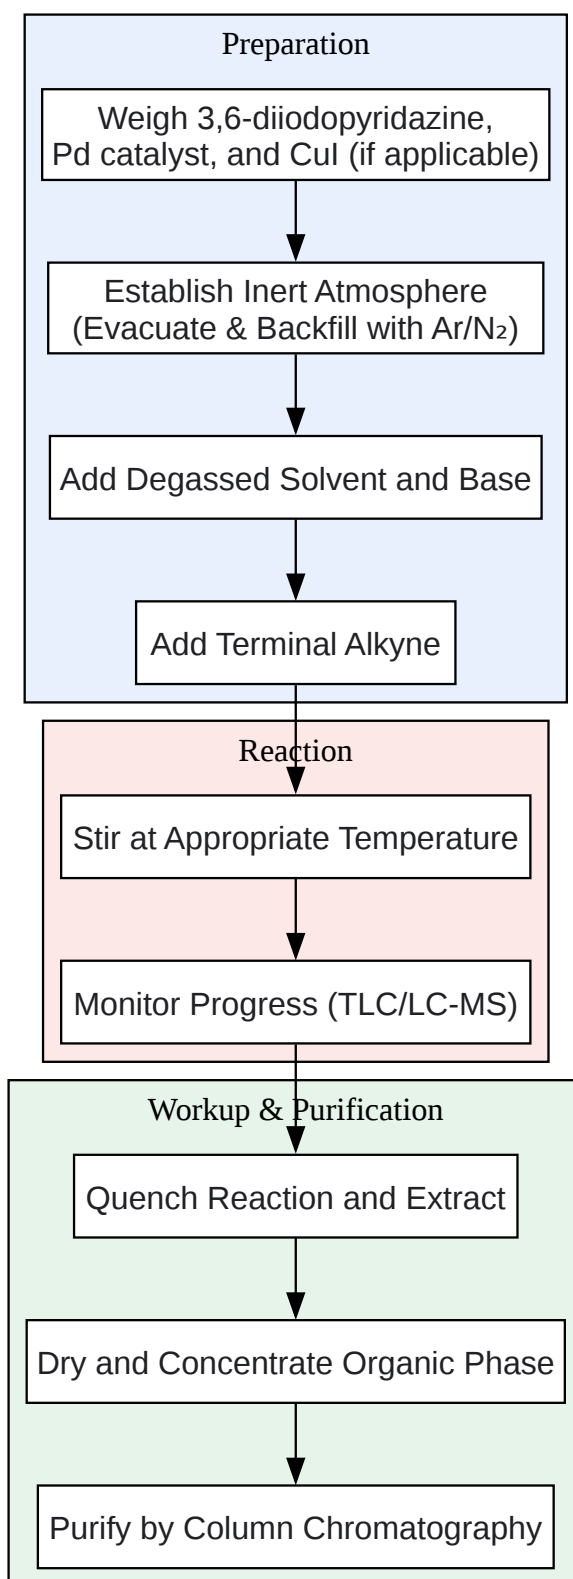 Preparation
Weigh 3,6-diiodopyridazine,
Pd catalyst, and CuI (if applicable)
Establish Inert Atmosphere
(Evacuate & Backfill with Ar/N₂)
Add Degassed Solvent and Base
Add Terminal Alkyne
Reaction
Stir at Appropriate Temperature
Monitor Progress (TLC/LC-MS)
Workup & Purification
Quench Reaction and Extract
Dry and Concentrate Organic Phase
Purify by Column Chromatography